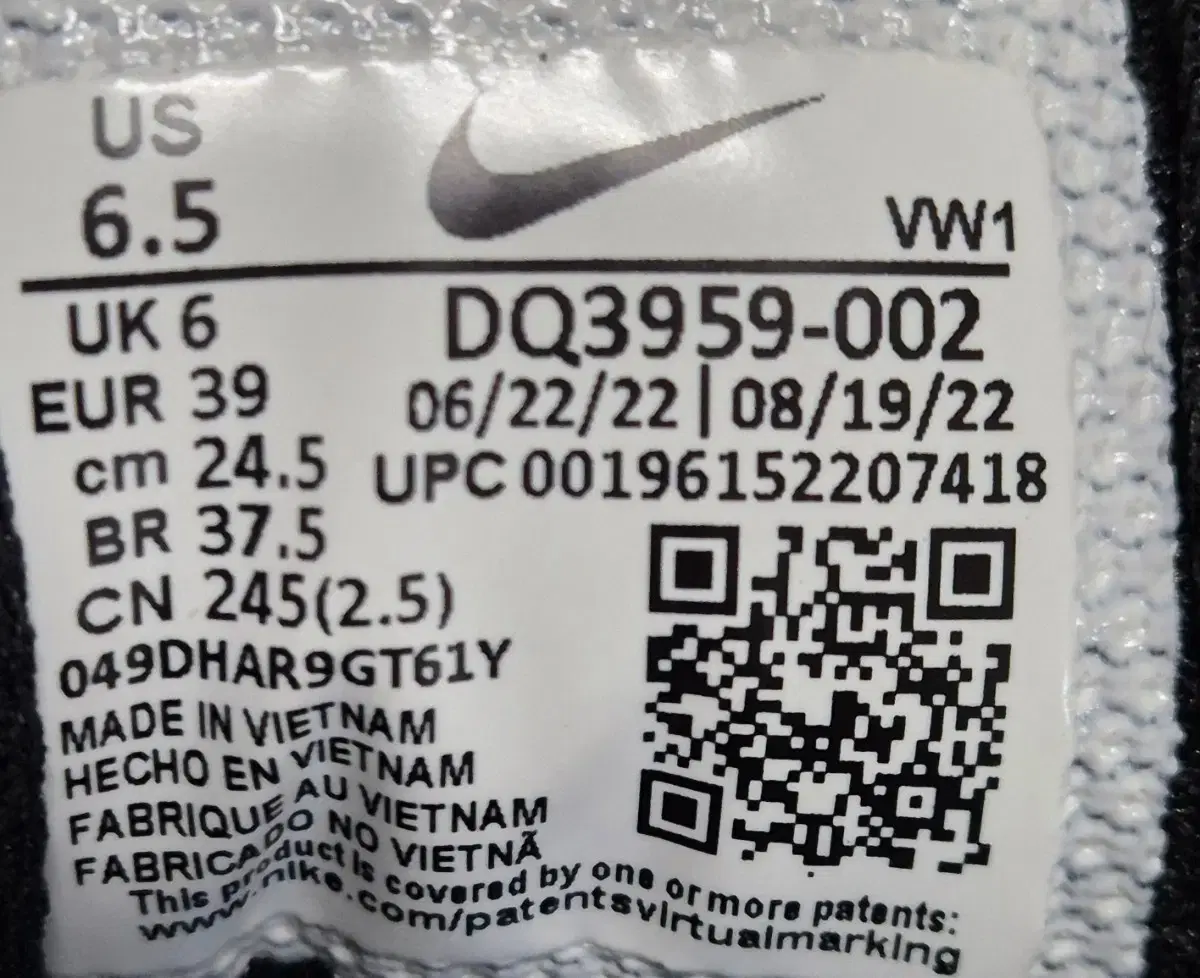 US
6.5
VW1
UK 6
EUR 39
cm 24.5
BR 37.5
CN 245(2.5)
DQ3959-002
06/22/22|08/19/22
UPC 00196152207418
049DHAR9GT61Y
MADE IN VIETNAM
HECHO EN VIETNAM
FABRIQUE AU VIETNAM
FABRICADO NO VIETNÃ
This product is covered by one or more patents:
www.nike.com/patentsvirtualmarking